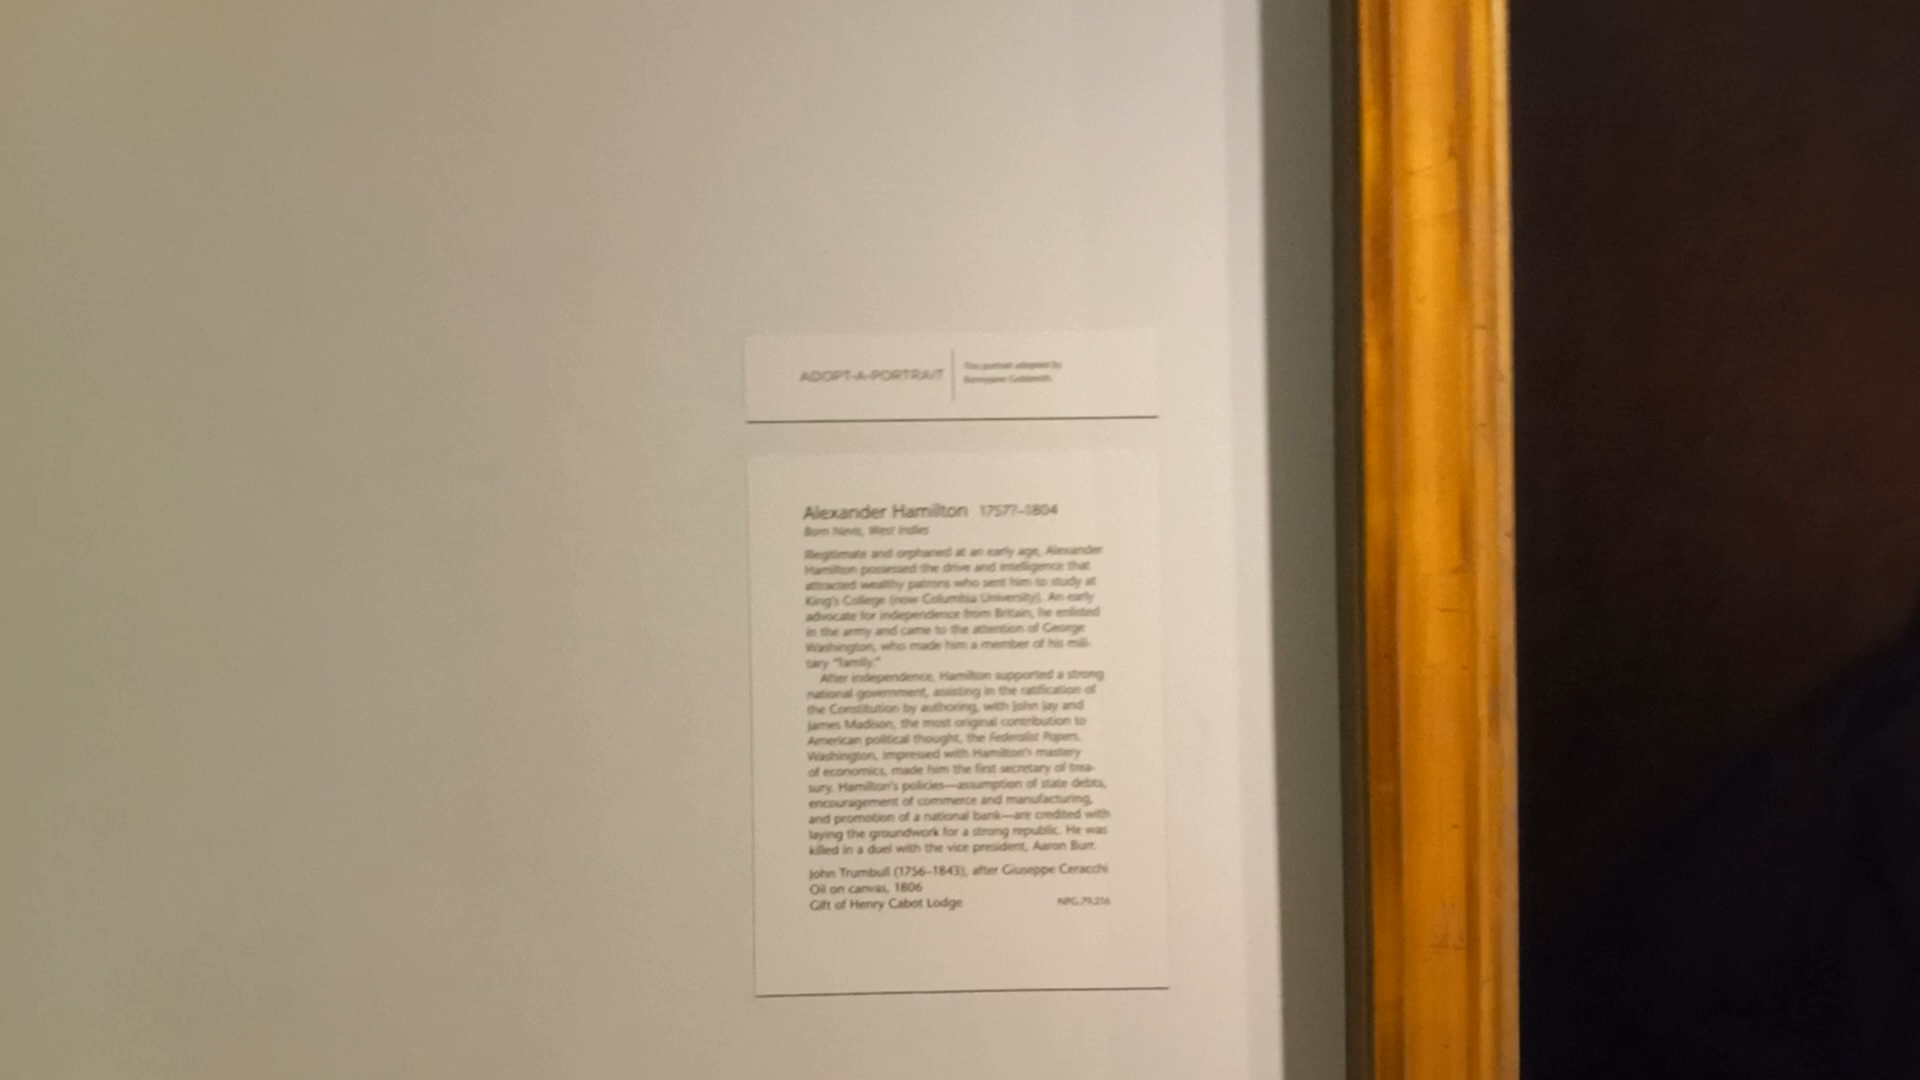 ADOPT-A-PORTRAIT
This portrait adopted by
Alexander Hamilton 1757?–1804
Born Nevis, West Indies
Illegitimate and orphaned at an early age, Alexander
Hamilton possessed the drive and intelligence that
attracted wealthy patrons who sent him to study at
King's College (now Columbia University). An early
advocate for independence from Britain, he enlisted
in the army and came to the attention of George
Washington, who made him a member of his mili-
tary "family."
After independence, Hamilton supported a strong
national government, assisting in the ratification of
the Constitution by authoring, with John Jay and
James Madison, the most original contribution to
American political thought, the Federalist Papers.
Washington, impressed with Hamilton's mastery
of economics, made him the first secretary of trea-
sury. Hamilton's policies—assumption of state debts,
encouragement of commerce and manufacturing,
and promotion of a national bank—are credited with
laying the groundwork for a strong republic. He was
killed in a duel with the vice president, Aaron Burr.
John Trumbull (1756–1843), after Giuseppe Ceracchi
Oil on canvas, 1806
Gift of Henry Cabot Lodge
NPG.79.216